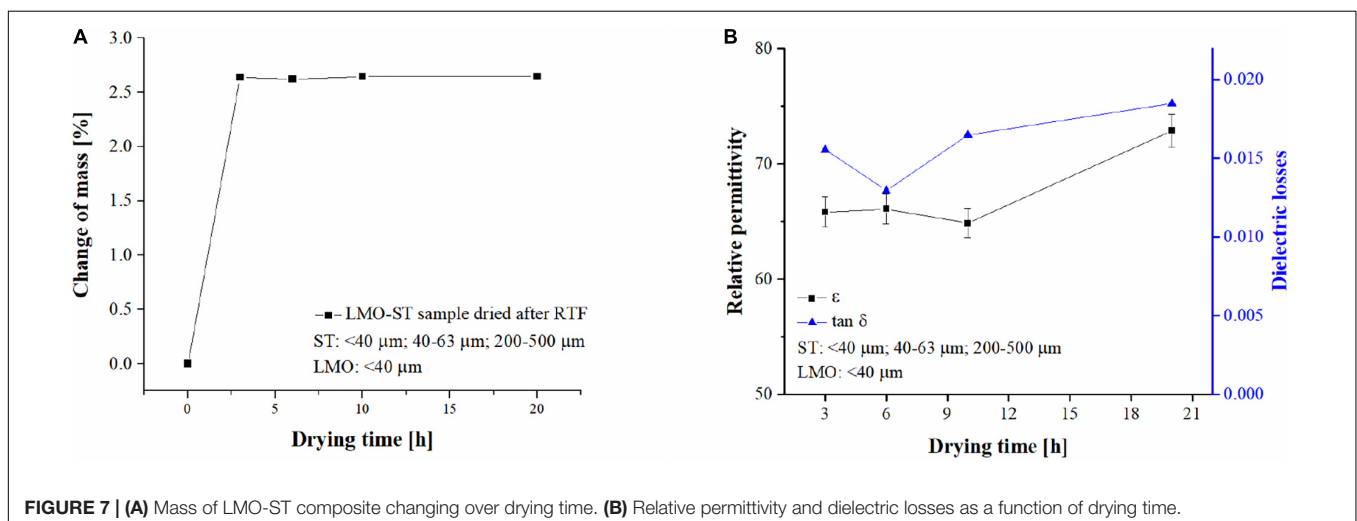 A
3.0
2.5
2.0
1.5
1.0
0.5
0.0
Change of mass [%]
LMO-ST sample dried after RTF
ST: <40 µm; 40-63 µm; 200-500 µm
LMO: <40 µm
0 5 10 15 20
Drying time [h]
B
80
70
60
50
Relative permittivity
ε
tan δ
ST: <40 µm; 40-63 µm; 200-500 µm
LMO: <40 µm
0.020
0.015
0.010
0.005
0.000
Dielectric losses
3 6 9 12 15 18 21
Drying time [h]
FIGURE 7 | (A) Mass of LMO-ST composite changing over drying time. (B) Relative permittivity and dielectric losses as a function of drying time.